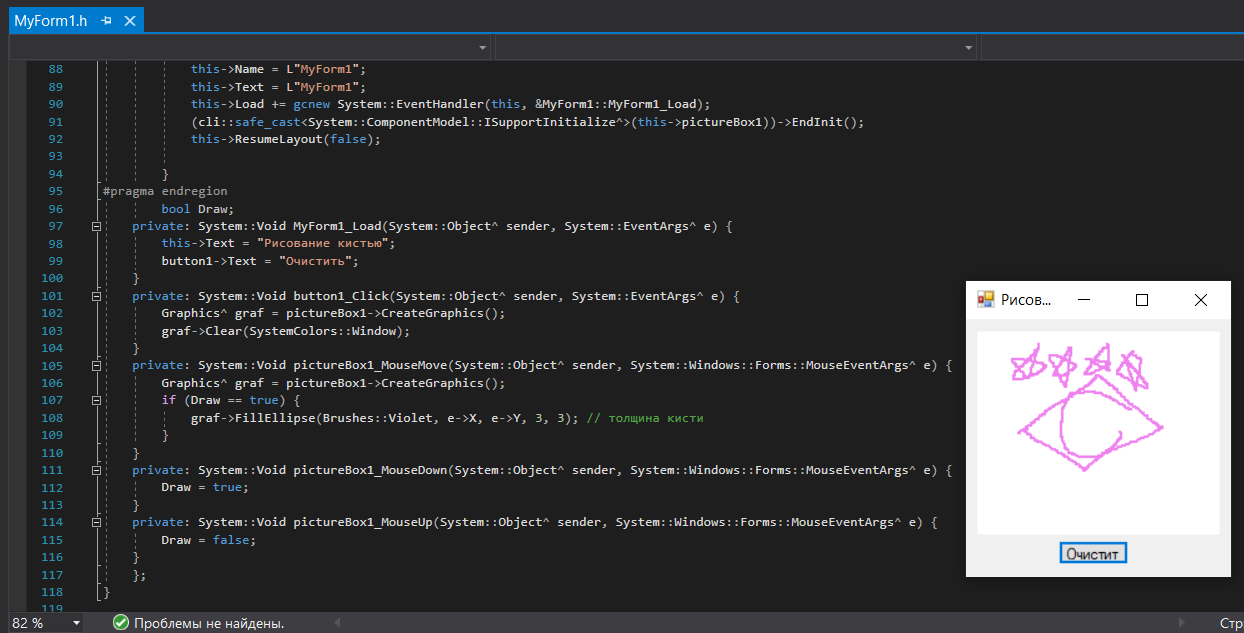 MyForm1.h
88 this->Name = L"MyForm1";
89 this->Text = L"MyForm1";
90 this->Load += gcnew System::EventHandler(this, &MyForm1::MyForm1_Load);
91 (cli::safe_cast<System::ComponentModel::ISupportInitialize^>(this->pictureBox1))->EndInit();
92 this->ResumeLayout(false);
93
94 }
95 #pragma endregion
96 bool Draw;
97 private: System::Void MyForm1_Load(System::Object^ sender, System::EventArgs^ e) {
98 this->Text = "Рисование кистью";
99 button1->Text = "Очистить";
100 }
101 private: System::Void button1_Click(System::Object^ sender, System::EventArgs^ e) {
102 Graphics^ graf = pictureBox1->CreateGraphics();
103 graf->Clear(SystemColors::Window);
104 }
105 private: System::Void pictureBox1_MouseMove(System::Object^ sender, System::Windows::Forms::MouseEventArgs^ e) {
106 Graphics^ graf = pictureBox1->CreateGraphics();
107 if (Draw == true) {
108 graf->FillEllipse(Brushes::Violet, e->X, e->Y, 3, 3); // толщина кисти
109 }
110 }
111 private: System::Void pictureBox1_MouseDown(System::Object^ sender, System::Windows::Forms::MouseEventArgs^ e) {
112 Draw = true;
113 }
114 private: System::Void pictureBox1_MouseUp(System::Object^ sender, System::Windows::Forms::MouseEventArgs^ e) {
115 Draw = false;
116 }
117 };
118 }
119
Рисов...
Очистит
82 % Проблемы не найдены. Стр